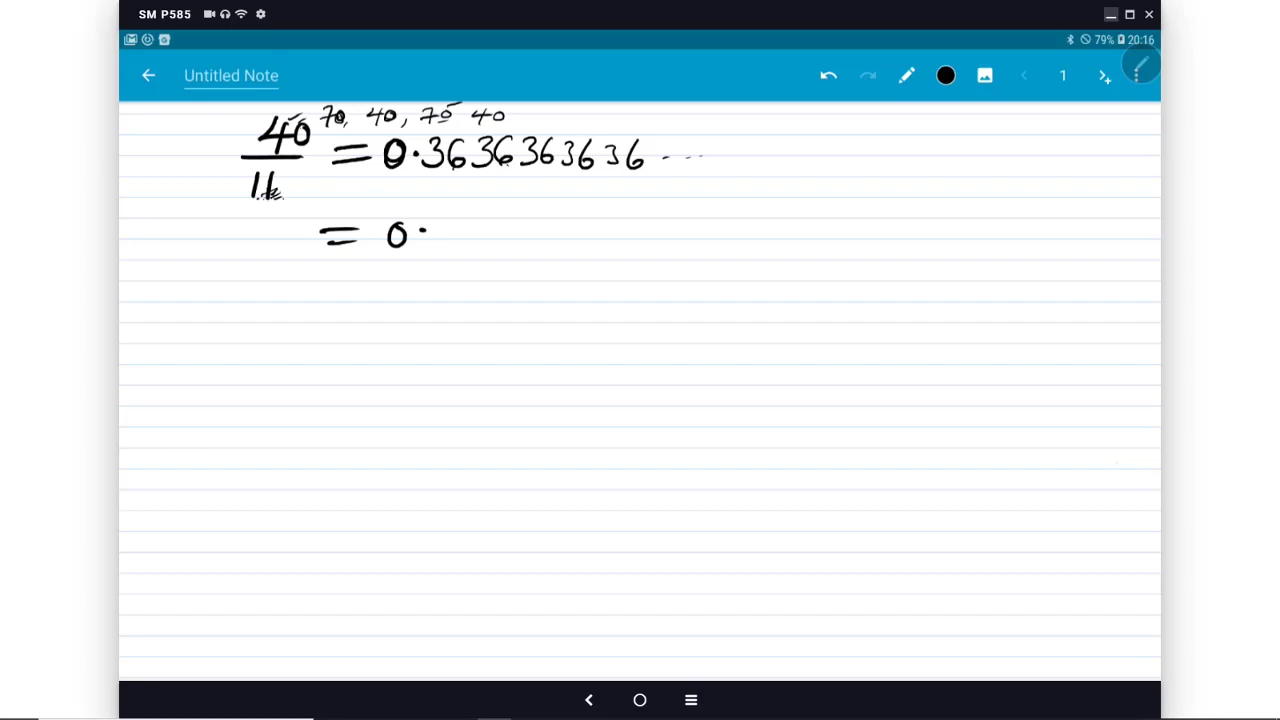 SM P585
79% 20:16
Untitled Note
1
70, 40, 70 40
40
11
= 0.3636363636 ----
= 0.